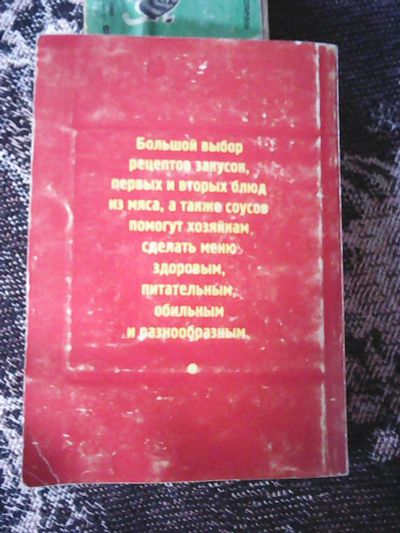 Большой выбор
рецептов закусок,
первых и вторых блюд
из мяса, а также соусов
помогут хозяйкам
сделать меню
здоровым,
питательным,
обильным
и разнообразным.